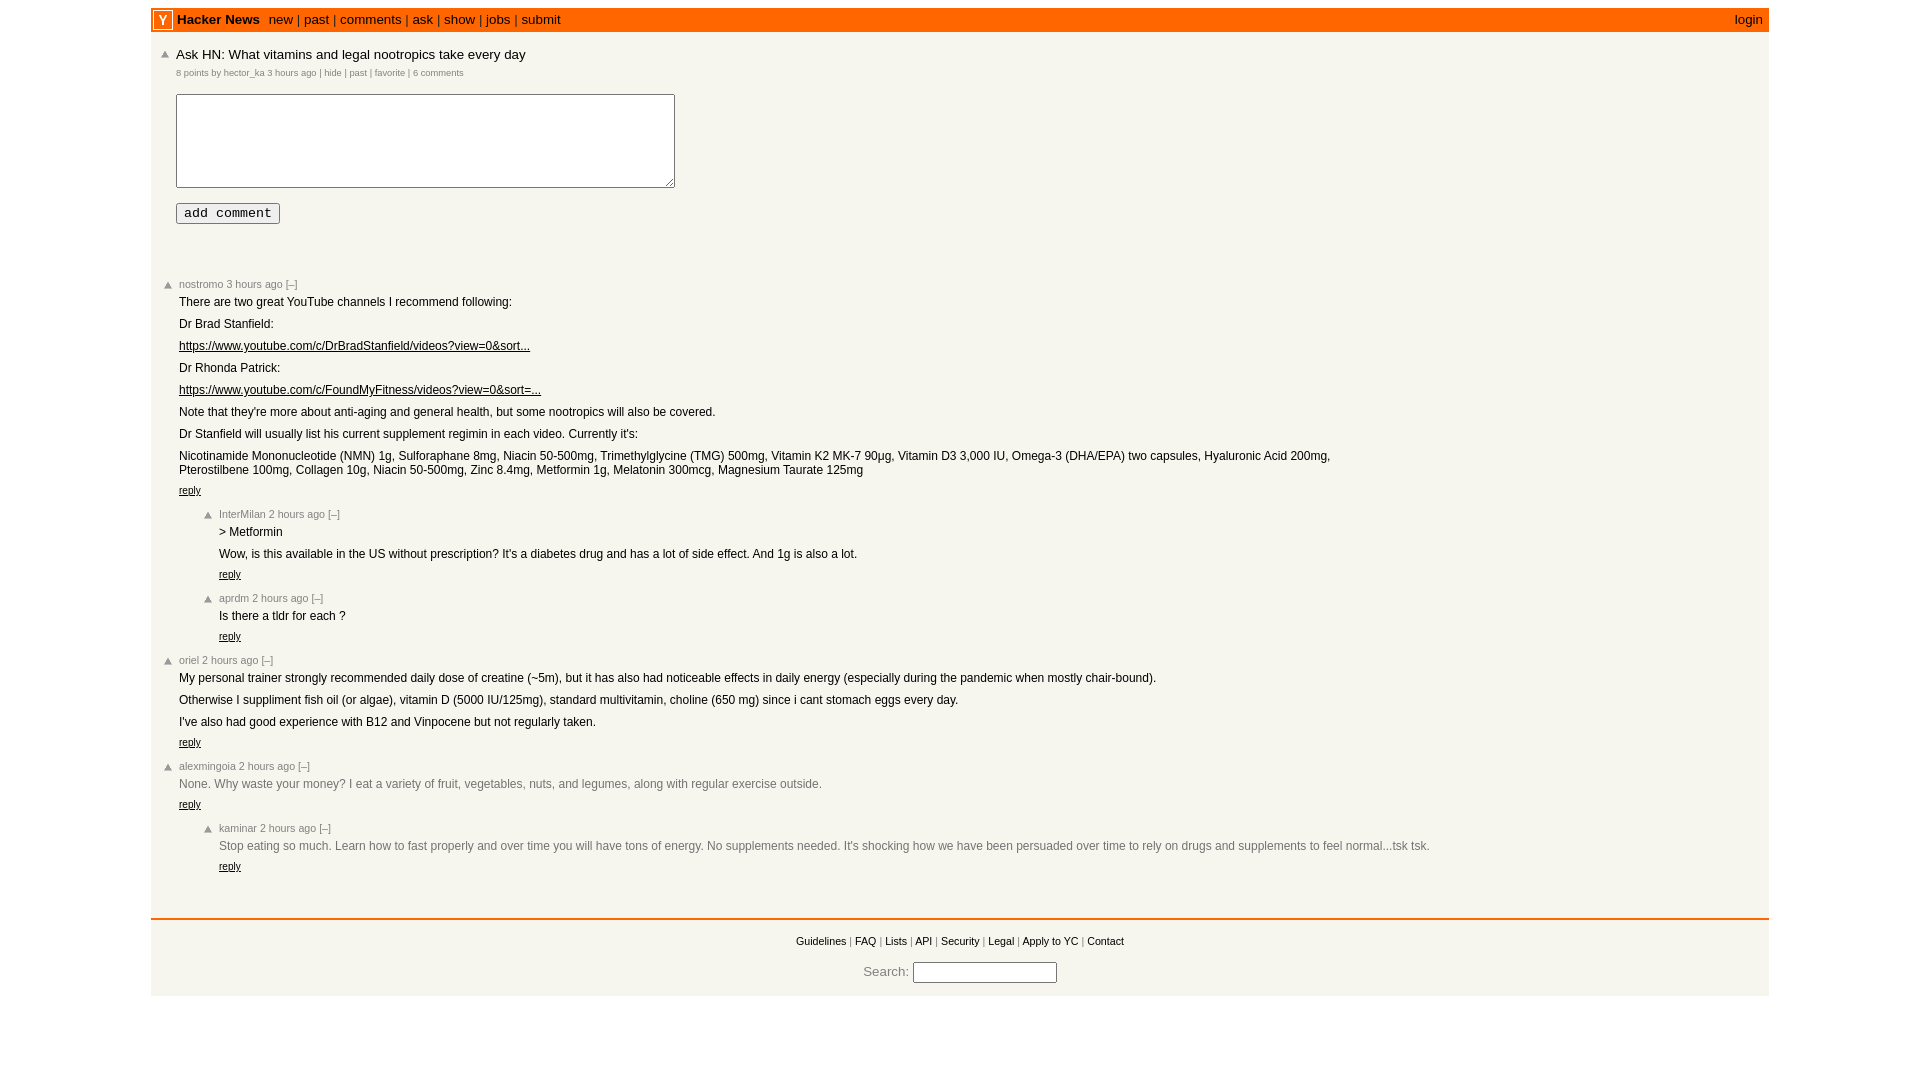 Y Hacker News new | past | comments | ask | show | jobs | submit login
Ask HN: What vitamins and legal nootropics take every day
8 points by hector_ka 3 hours ago | hide | past | favorite | 6 comments
add comment
nostromo 3 hours ago [–]
There are two great YouTube channels I recommend following:
Dr Brad Stanfield:
https://www.youtube.com/c/DrBradStanfield/videos?view=0&sort...
Dr Rhonda Patrick:
https://www.youtube.com/c/FoundMyFitness/videos?view=0&sort=...
Note that they're more about anti-aging and general health, but some nootropics will also be covered.
Dr Stanfield will usually list his current supplement regimin in each video. Currently it's:
Nicotinamide Mononucleotide (NMN) 1g, Sulforaphane 8mg, Niacin 50-500mg, Trimethylglycine (TMG) 500mg, Vitamin K2 MK-7 90μg, Vitamin D3 3,000 IU, Omega-3 (DHA/EPA) two capsules, Hyaluronic Acid 200mg,
Pterostilbene 100mg, Collagen 10g, Niacin 50-500mg, Zinc 8.4mg, Metformin 1g, Melatonin 300mcg, Magnesium Taurate 125mg
reply
InterMilan 2 hours ago [–]
> Metformin
Wow, is this available in the US without prescription? It's a diabetes drug and has a lot of side effect. And 1g is also a lot.
reply
aprdm 2 hours ago [–]
Is there a tldr for each ?
reply
oriel 2 hours ago [–]
My personal trainer strongly recommended daily dose of creatine (~5m), but it has also had noticeable effects in daily energy (especially during the pandemic when mostly chair-bound).
Otherwise I suppliment fish oil (or algae), vitamin D (5000 IU/125mg), standard multivitamin, choline (650 mg) since i cant stomach eggs every day.
I've also had good experience with B12 and Vinpocene but not regularly taken.
reply
alexmingoia 2 hours ago [–]
None. Why waste your money? I eat a variety of fruit, vegetables, nuts, and legumes, along with regular exercise outside.
reply
kaminar 2 hours ago [–]
Stop eating so much. Learn how to fast properly and over time you will have tons of energy. No supplements needed. It's shocking how we have been persuaded over time to rely on drugs and supplements to feel normal...tsk tsk.
reply
Guidelines | FAQ | Lists | API | Security | Legal | Apply to YC | Contact
Search: